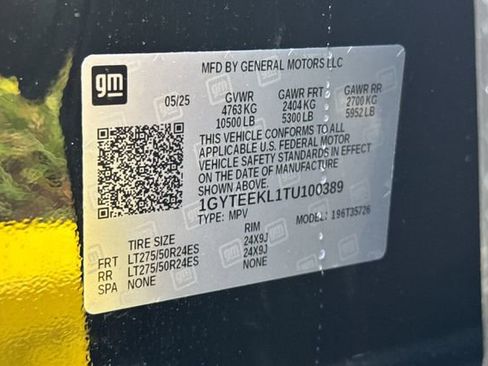 gm
MFD BY GENERAL MOTORS LLC
05/25 GVWR GAWR FRT GAWR RR
4763 KG 2404 KG 2700 KG
10500 LB 5300 LB 5952 LB
THIS VEHICLE CONFORMS TO ALL
APPLICABLE U.S. FEDERAL MOTOR
VEHICLE SAFETY STANDARDS IN EFFECT
ON THE DATE OF MANUFACTURE
SHOWN ABOVE.
1GYTEEKL1TU100389
TYPE: MPV MODEL: 196T35726
TIRE SIZE RIM
FRT LT275/50R24ES 24X9J
RR LT275/50R24ES 24X9J
SPA NONE NONE